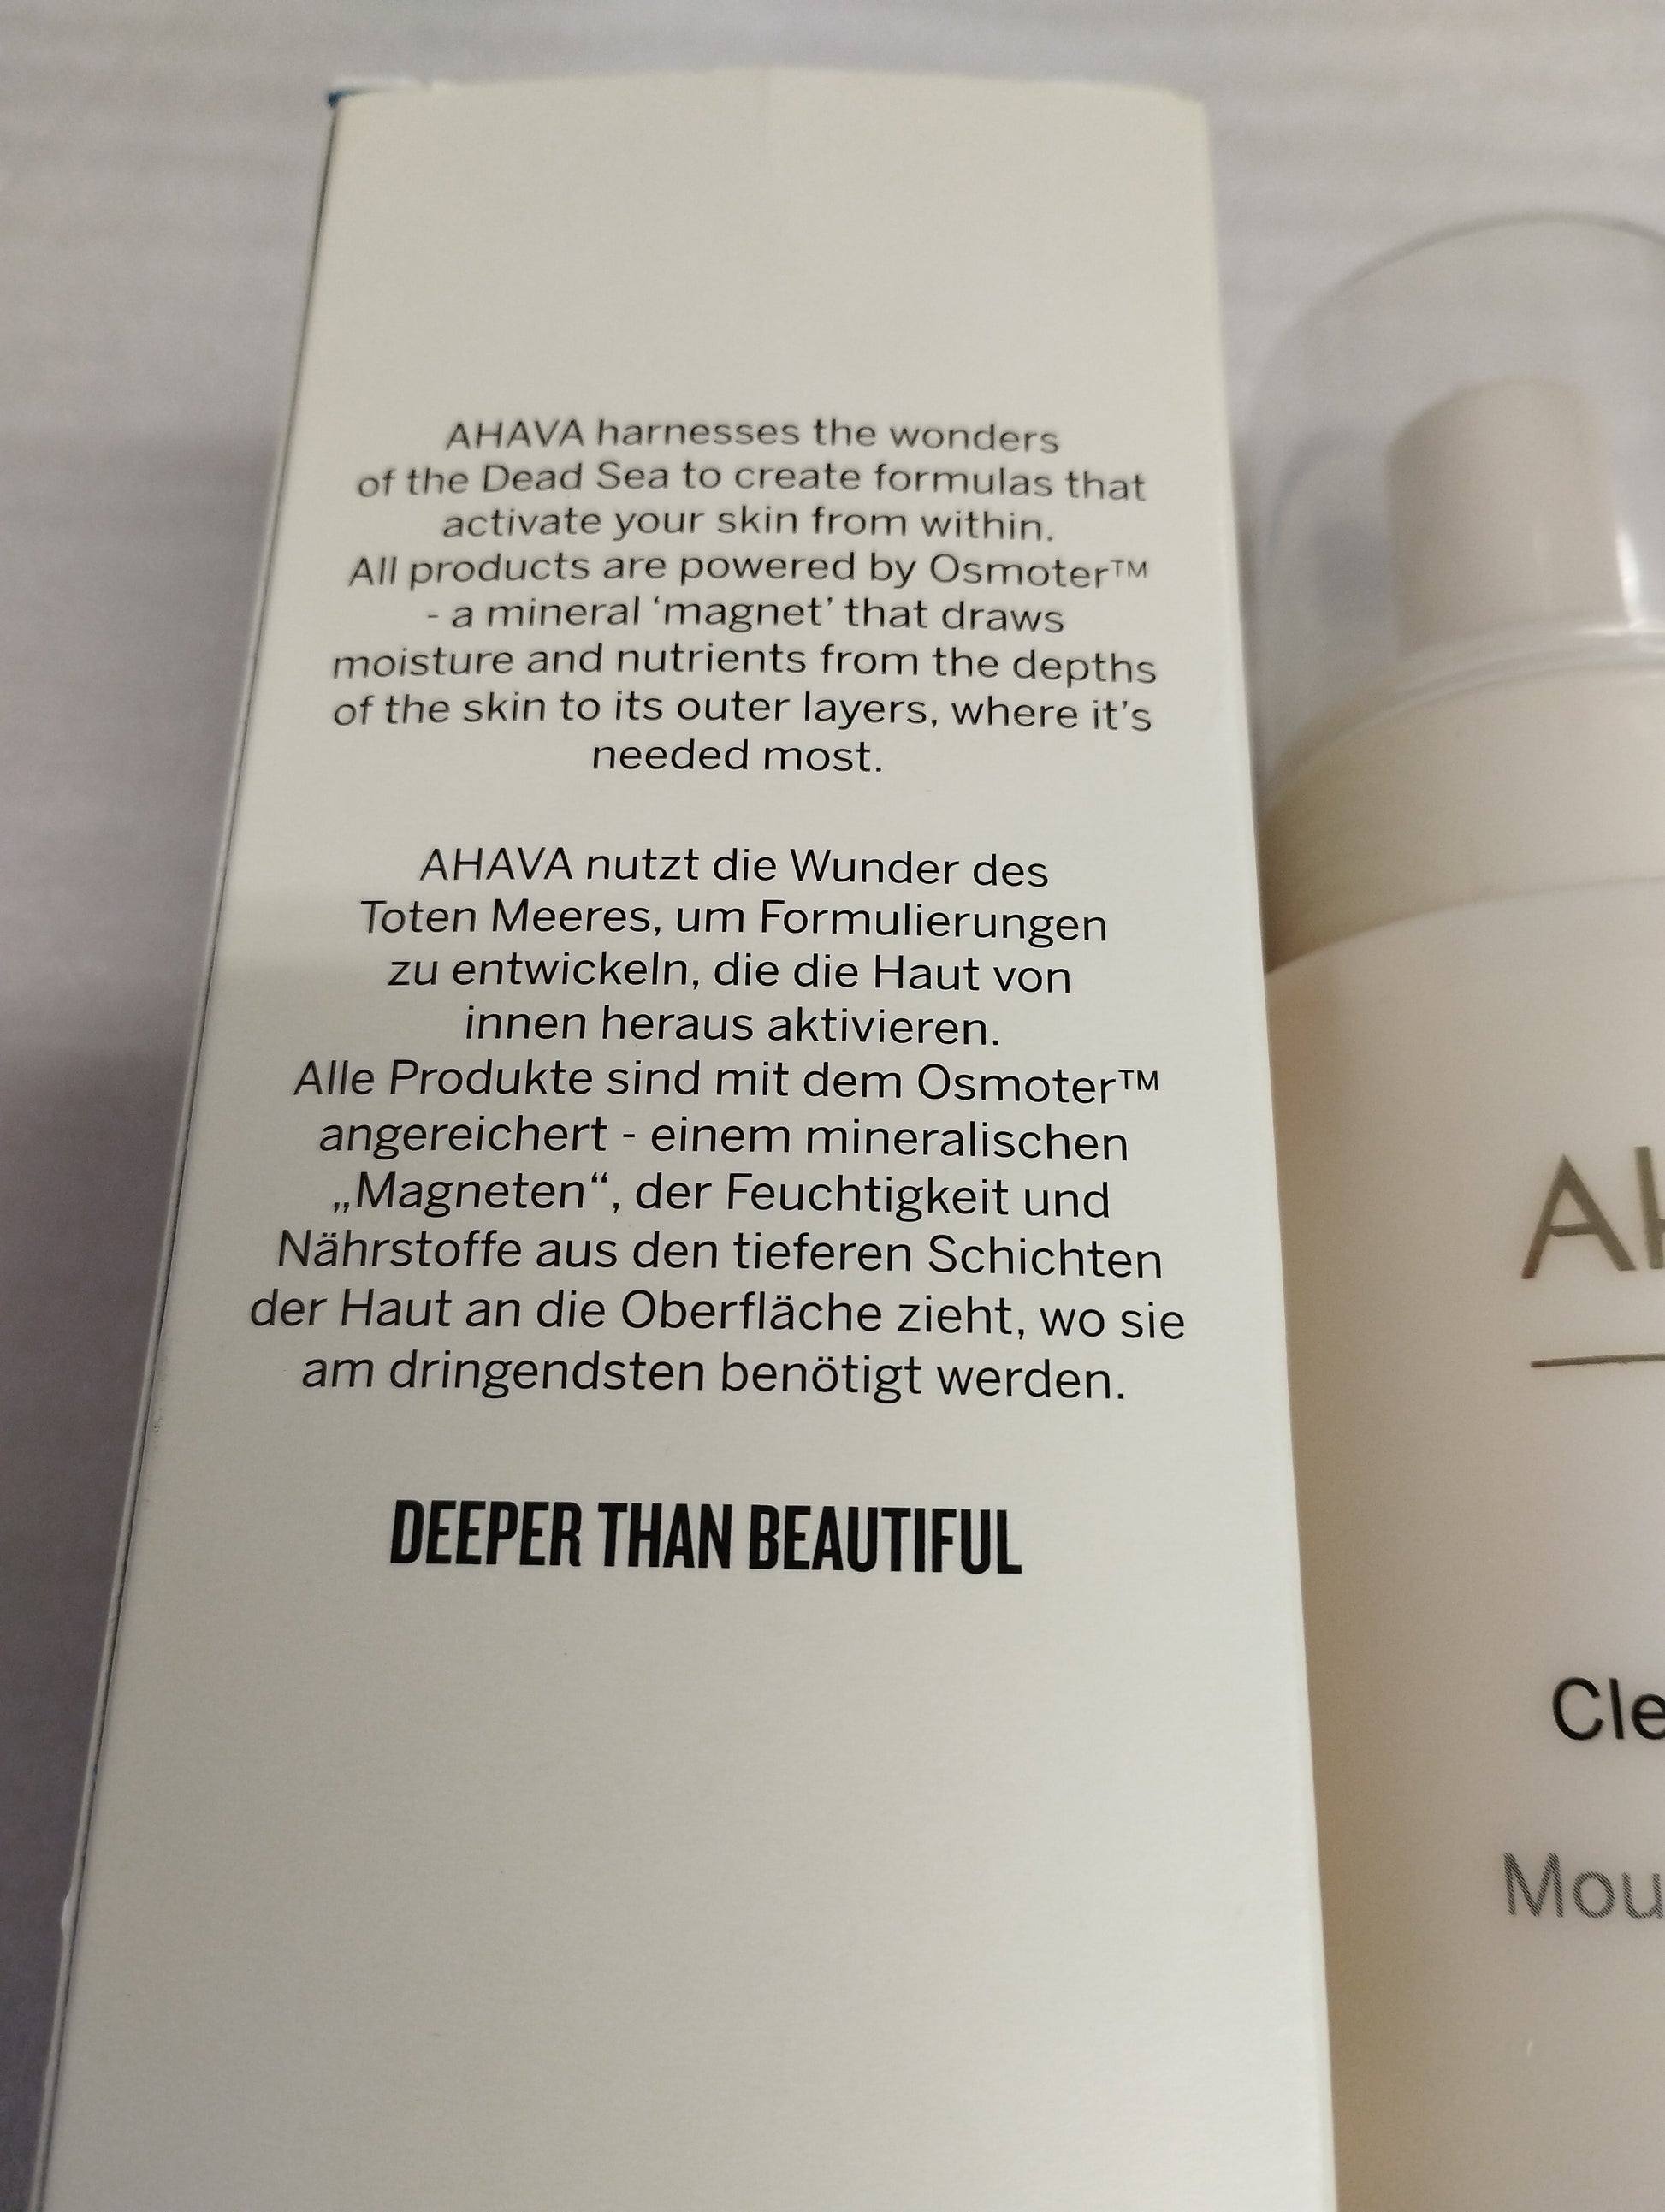 AHAVA harnesses the wonders
of the Dead Sea to create formulas that
activate your skin from within.
All products are powered by Osmoter™
- a mineral ‘magnet’ that draws
moisture and nutrients from the depths
of the skin to its outer layers, where it’s
needed most.
AHAVA nutzt die Wunder des
Toten Meeres, um Formulierungen
zu entwickeln, die die Haut von
innen heraus aktivieren.
Alle Produkte sind mit dem Osmoter™
angereichert - einem mineralischen
„Magneten“, der Feuchtigkeit und
Nährstoffe aus den tieferen Schichten
der Haut an die Oberfläche zieht, wo sie
am dringendsten benötigt werden.
DEEPER THAN BEAUTIFUL